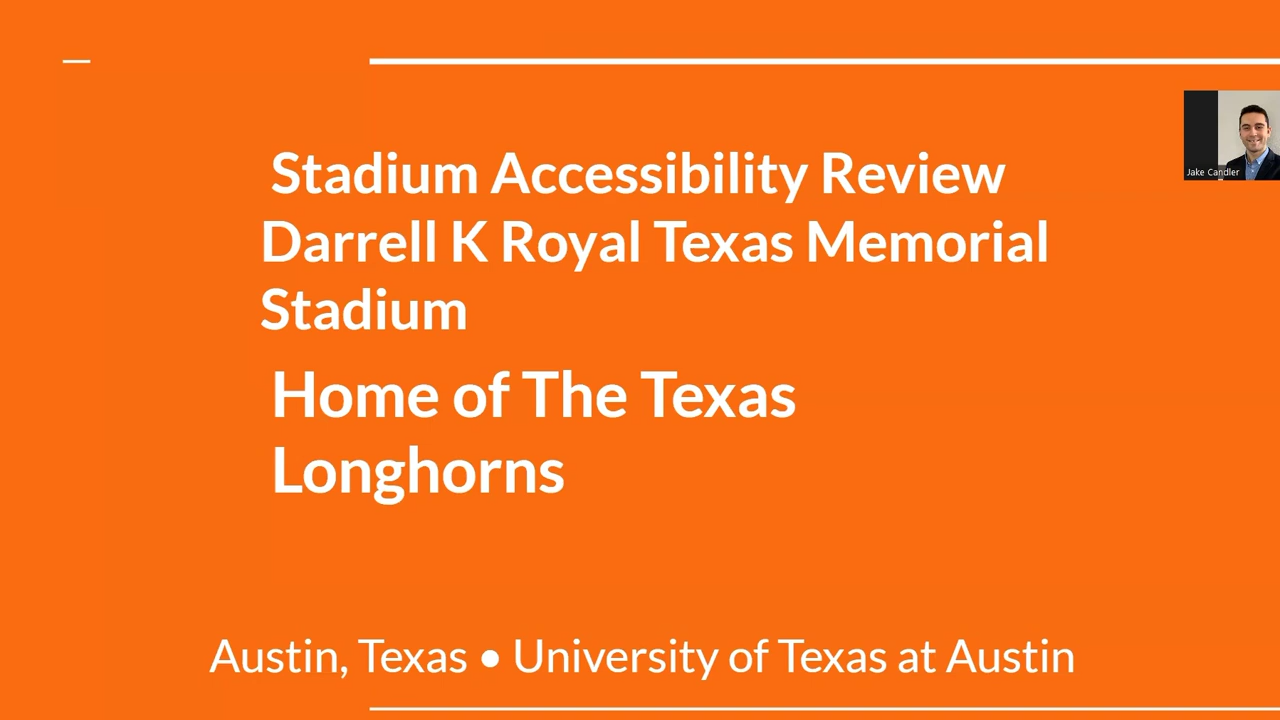 Stadium Accessibility Review
Darrell K Royal Texas Memorial
Stadium
Home of The Texas
Longhorns
Jake Candler
Austin, Texas ● University of Texas at Austin